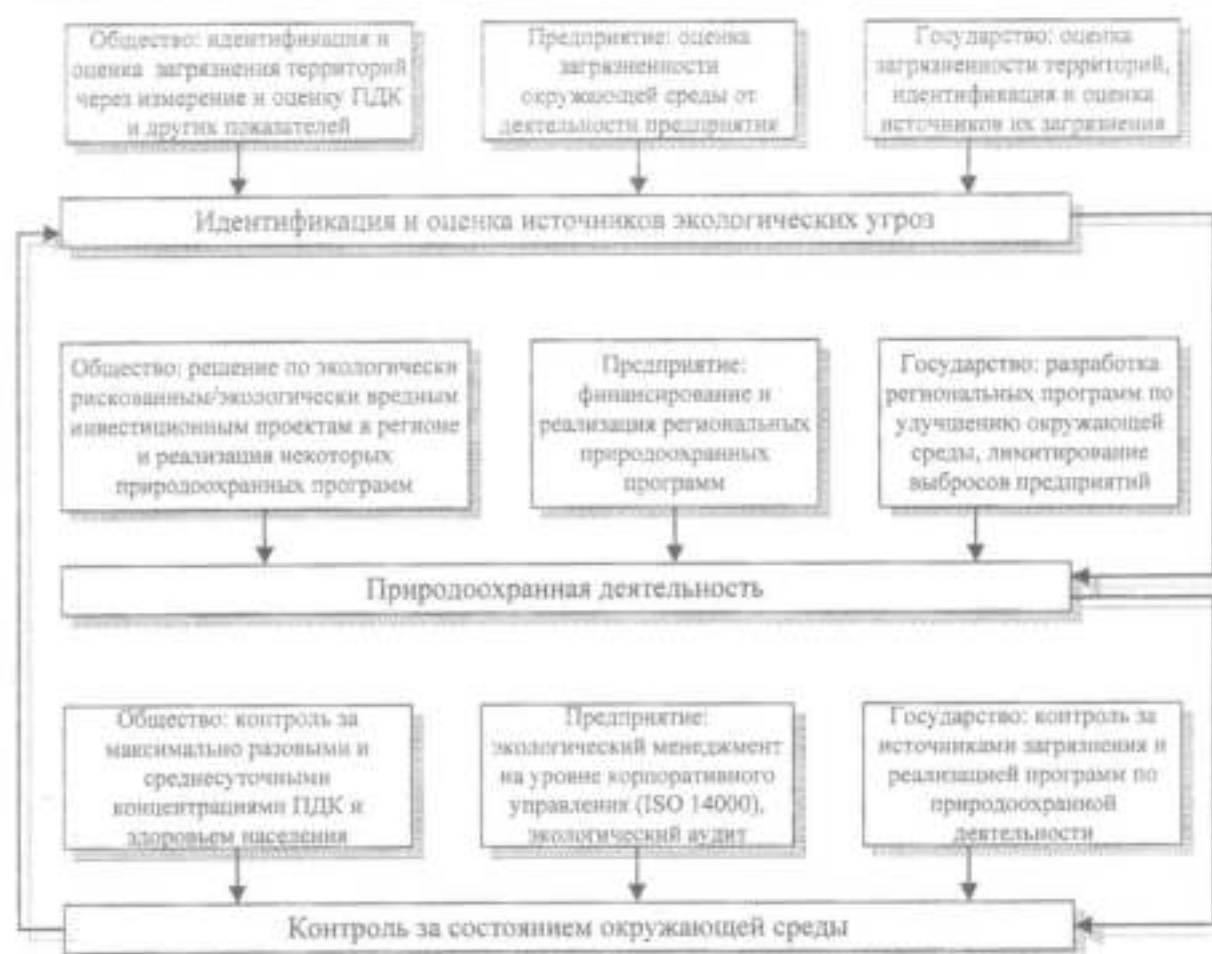 Общество: идентификация и
оценка загрязнения территорий
через измерение и оценку ПДК
и других показателей
Предприятие: оценка
загрязненности
окружающей среды от
деятельности предприятия
Государство: оценка
загрязненности территорий,
идентификация и оценка
источников их загрязнения
Идентификация и оценка источников экологических угроз
Общество: решение по экологически
рискованным/экологически вредным
инвестиционным проектам в регионе
и реализация некоторых
природоохранных программ
Предприятие:
финансирование и
реализация региональных
природоохранных
программ
Государство: разработка
региональных программ по
улучшению окружающей
среды, лимитирование
выбросов предприятий
Природоохранная деятельность
Общество: контроль за
максимально разовыми и
среднесуточными
концентрациями ПДК и
здоровьем населения
Предприятие:
экологический менеджмент
на уровне корпоративного
управления (ISO 14000),
экологический аудит
Государство: контроль за
источниками загрязнения и
реализацией программ по
природоохранной
деятельности
Контроль за состоянием окружающей среды